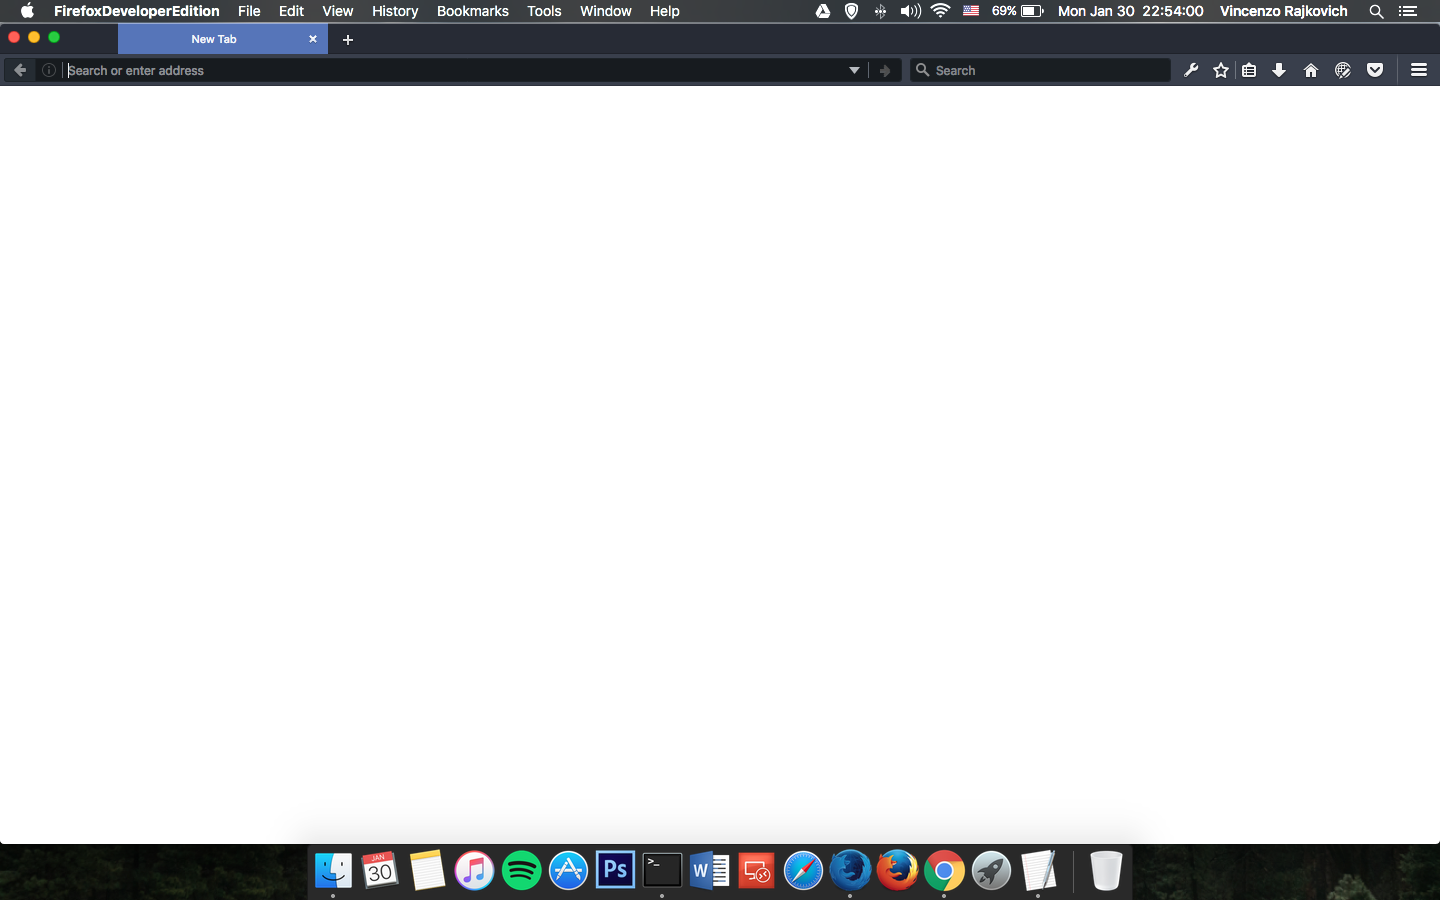 FirefoxDeveloperEdition File Edit View History Bookmarks Tools Window Help 69% Mon Jan 30 22:54:00 Vincenzo Rajkovich
New Tab
Search or enter address Search
JAN
30
Ps
>_
W